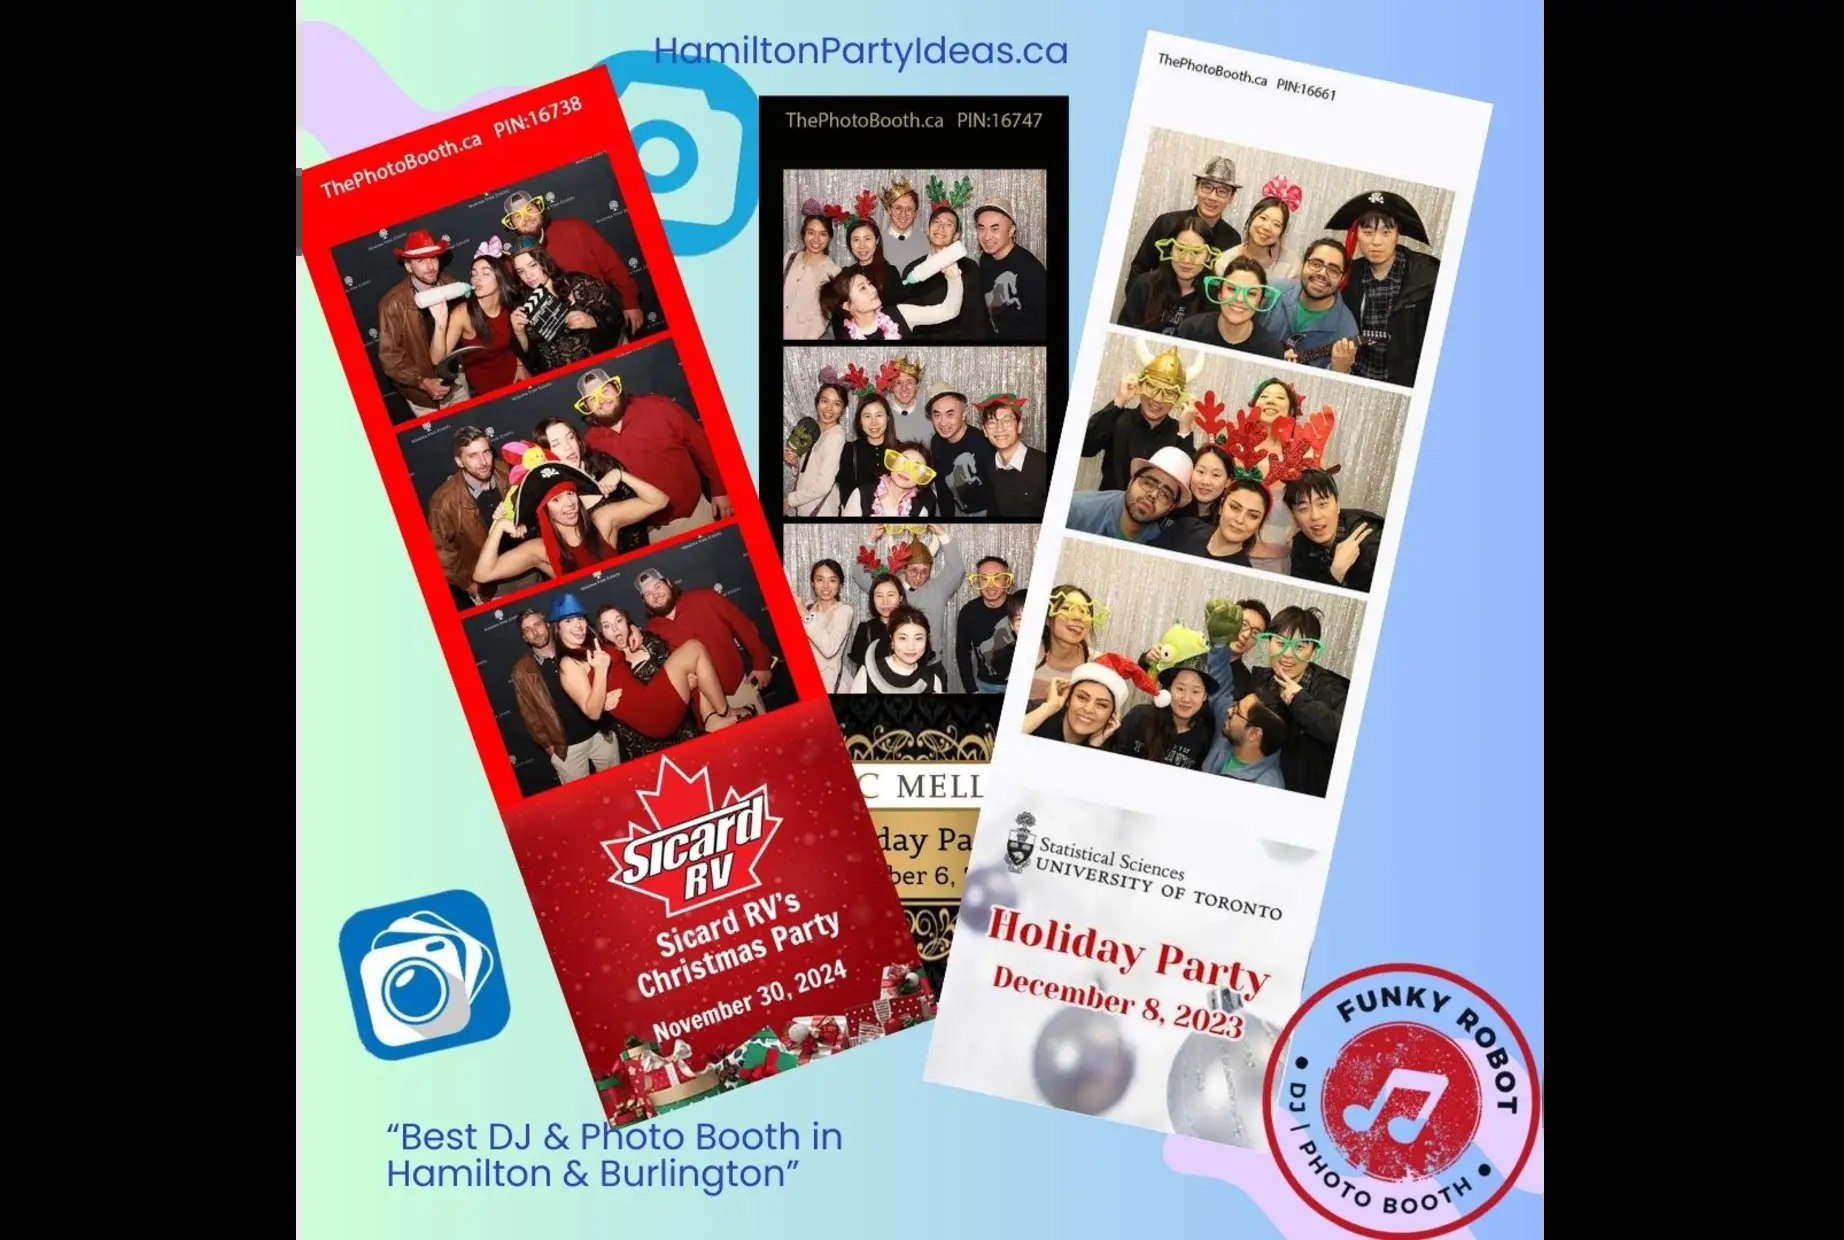 HamiltonPartyIdeas.ca
ThePhotoBooth.ca PIN:16738
Sicard
RV
Sicard RV's
Christmas Party
November 30, 2024
ThePhotoBooth.ca PIN:16747
C MELL
day Pa
ber 6,
ThePhotoBooth.ca PIN:16661
Statistical Sciences
UNIVERSITY OF TORONTO
Holiday Party
December 8, 2023
“Best DJ & Photo Booth in
Hamilton & Burlington”
FUNKY ROBOT
• DJ | PHOTO BOOTH •